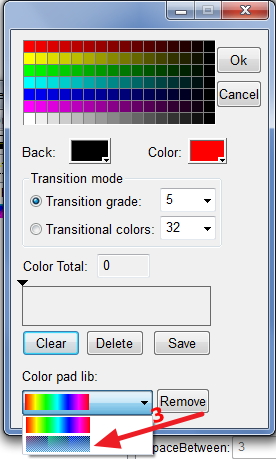 Ok
Cancel
Back:
Color:
Transition mode
Transition grade:
5
Transitional colors:
32
Color Total:
0
Clear
Delete
Save
Color pad lib:
Remove
3
paceBetween:
3